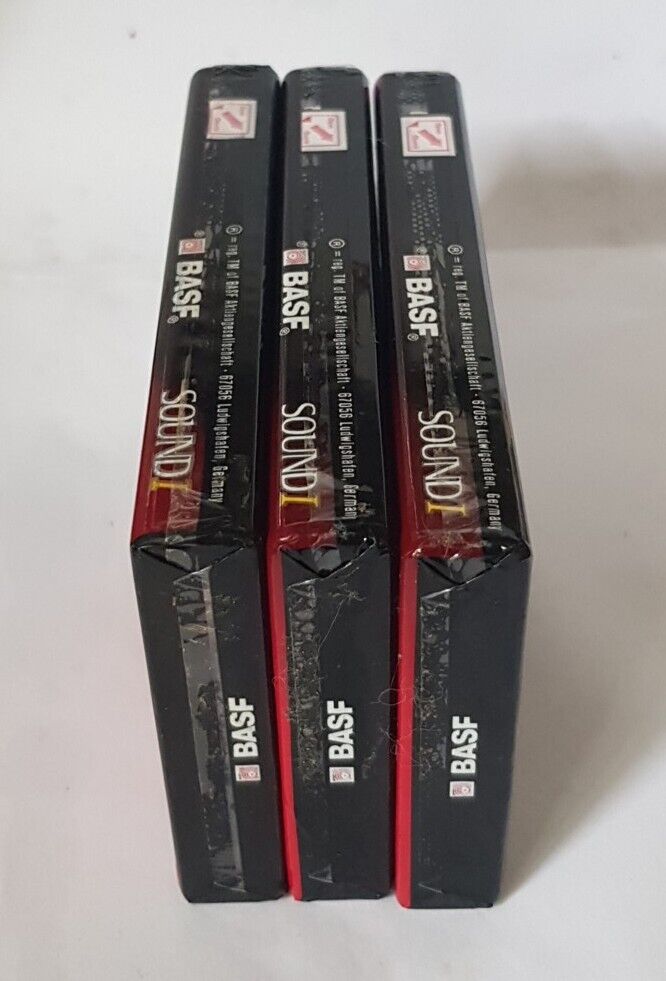 ® = reg. TM of BASF Aktiengesellschaft · 67056 Ludwigshafen, Germany
BASF®
SOUND I
BASF
® = reg. TM of BASF Aktiengesellschaft · 67056 Ludwigshafen, Germany
BASF®
SOUND I
BASF
® = reg. TM of BASF Aktiengesellschaft · 67056 Ludwigshafen, Germany
BASF®
SOUND I
BASF